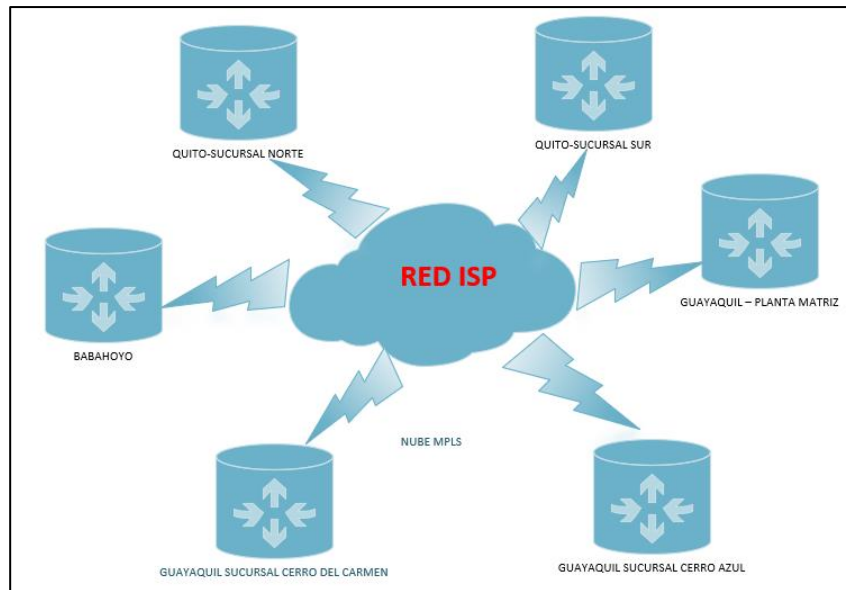 QUITO-SUCURSAL NORTE
QUITO-SUCURSAL SUR
RED ISP
GUAYAQUIL – PLANTA MATRIZ
BABAHOYO
NUBE MPLS
GUAYAQUIL SUCURSAL CERRO DEL CARMEN
GUAYAQUIL SUCURSAL CERRO AZUL